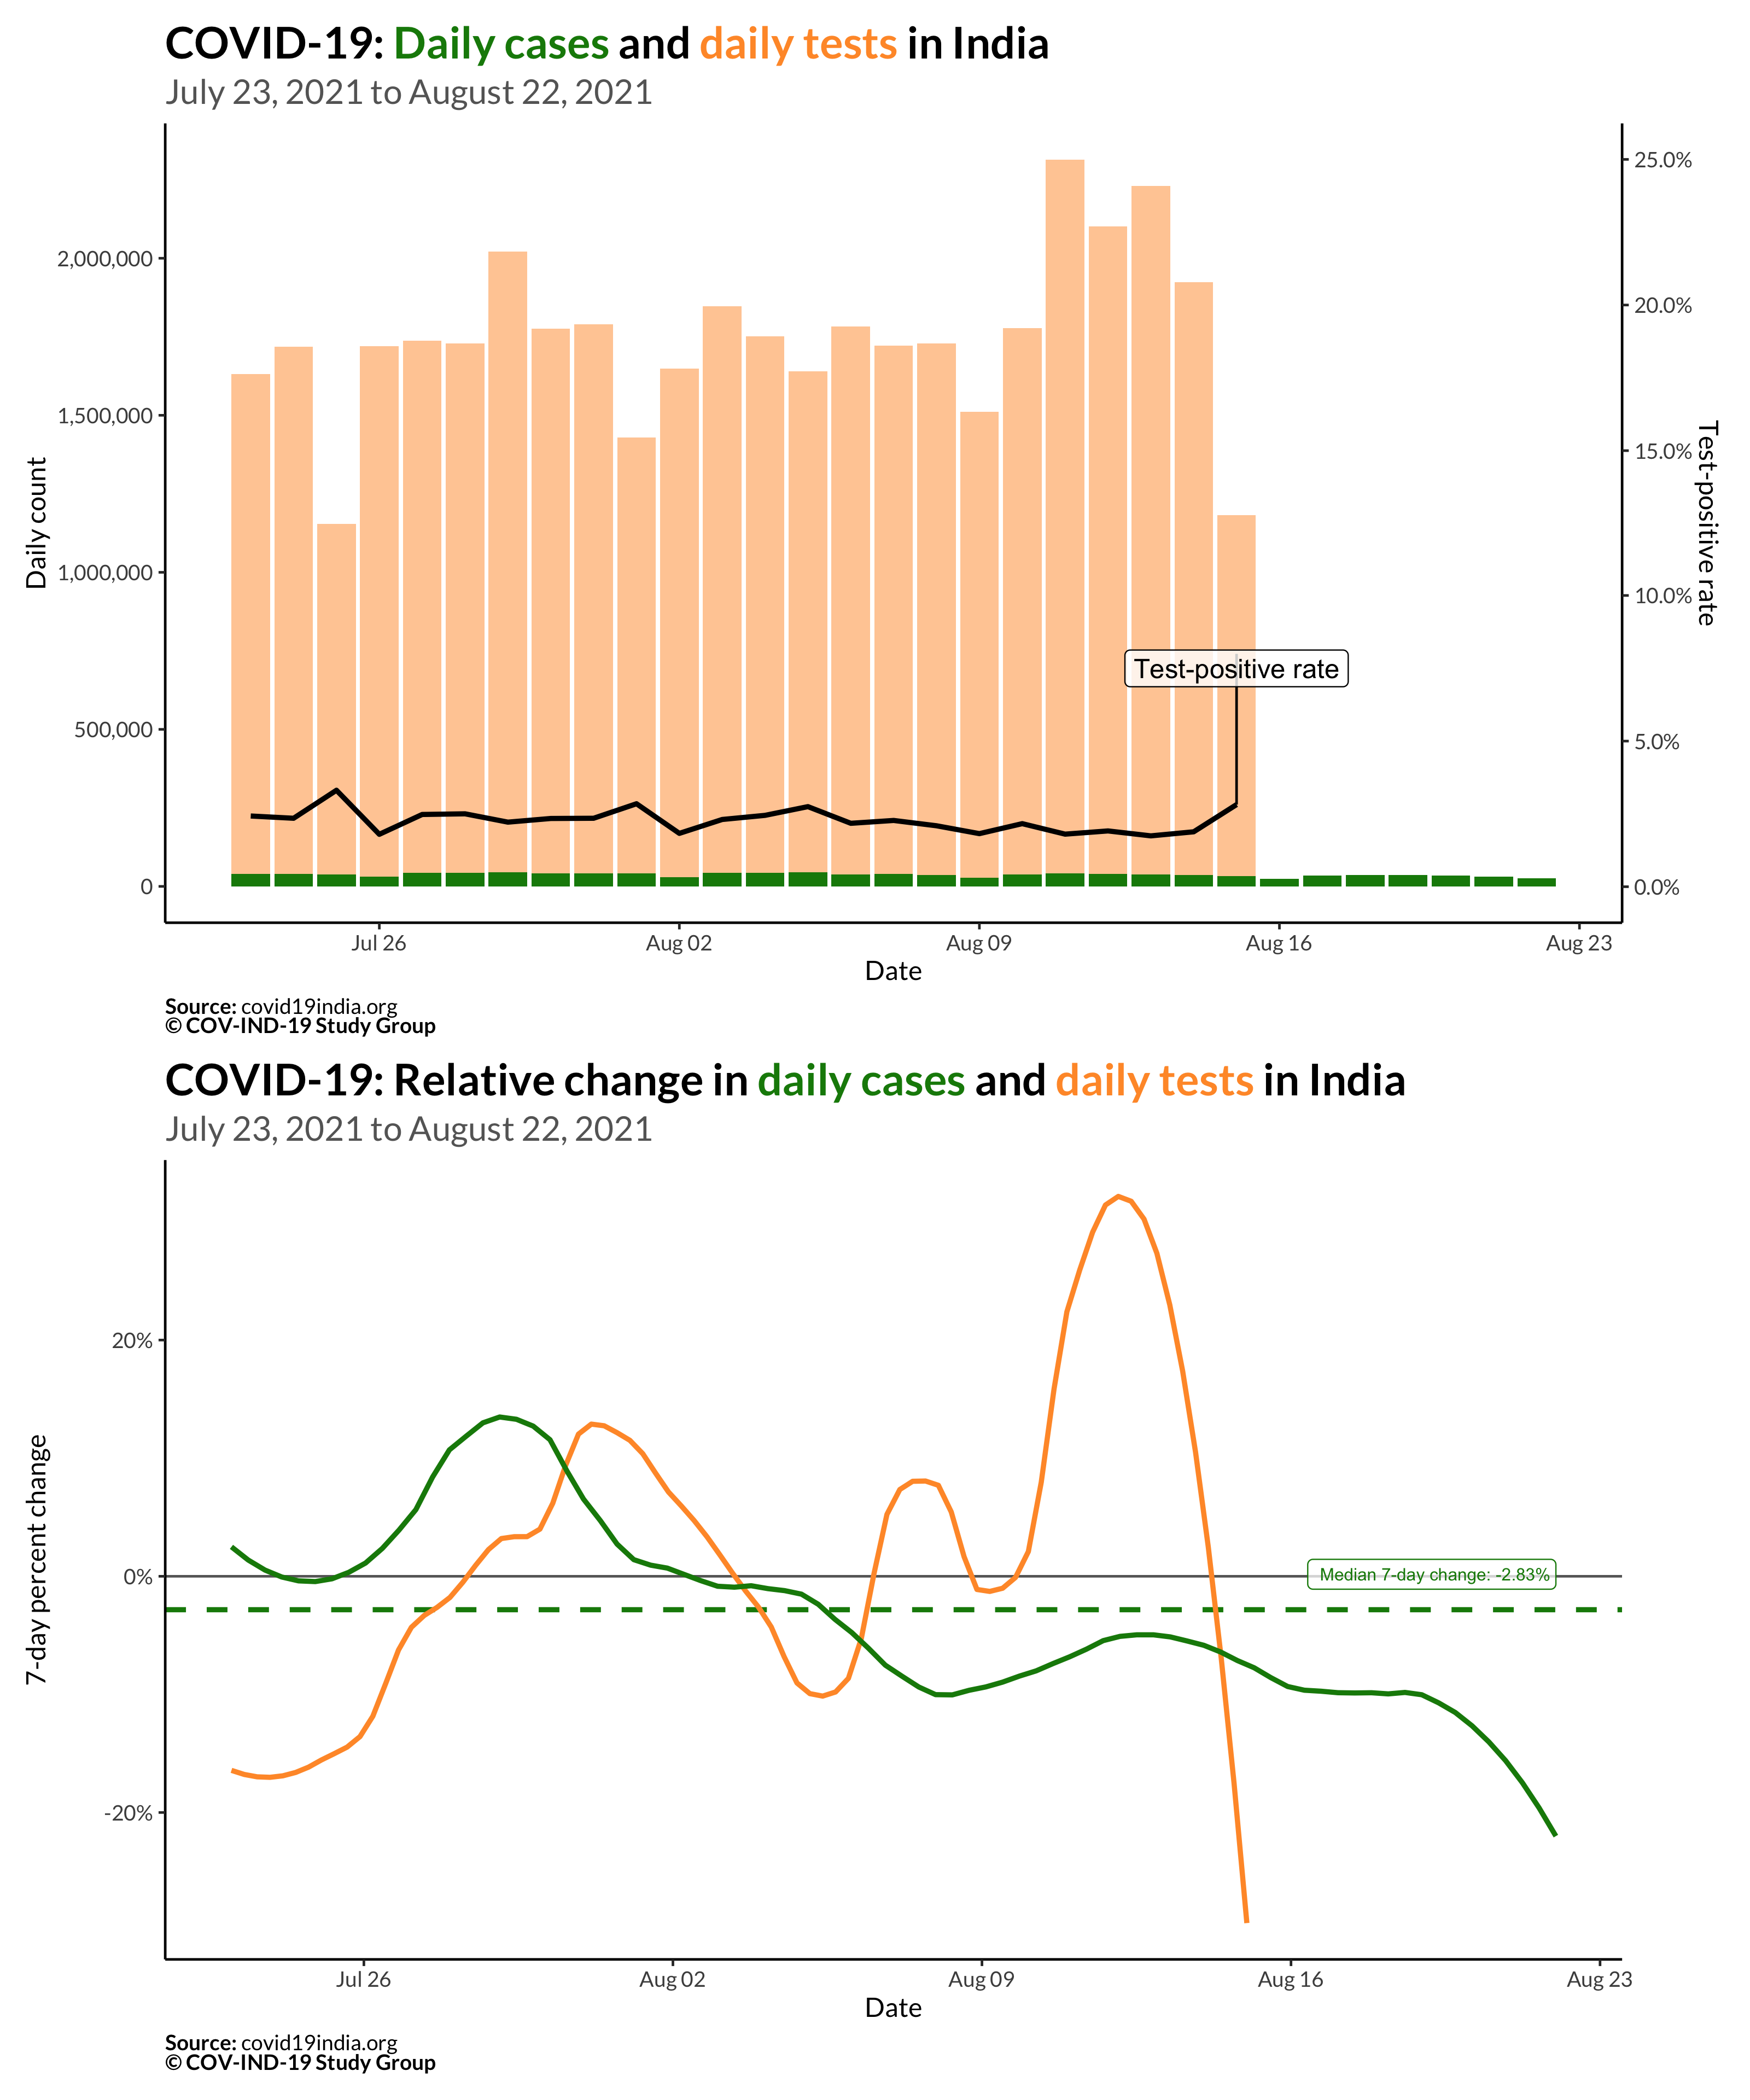 COVID-19: Daily cases and daily tests in India
July 23, 2021 to August 22, 2021
Daily count
2,000,000
1,500,000
1,000,000
500,000
0
25.0%
20.0%
15.0%
10.0%
5.0%
0.0%
Test-positive rate
Test-positive rate
Jul 26
Aug 02
Aug 09
Aug 16
Aug 23
Date
Source: covid19india.org
© COV-IND-19 Study Group
COVID-19: Relative change in daily cases and daily tests in India
July 23, 2021 to August 22, 2021
7-day percent change
20%
0%
-20%
Median 7-day change: -2.83%
Jul 26
Aug 02
Aug 09
Aug 16
Aug 23
Date
Source: covid19india.org
© COV-IND-19 Study Group